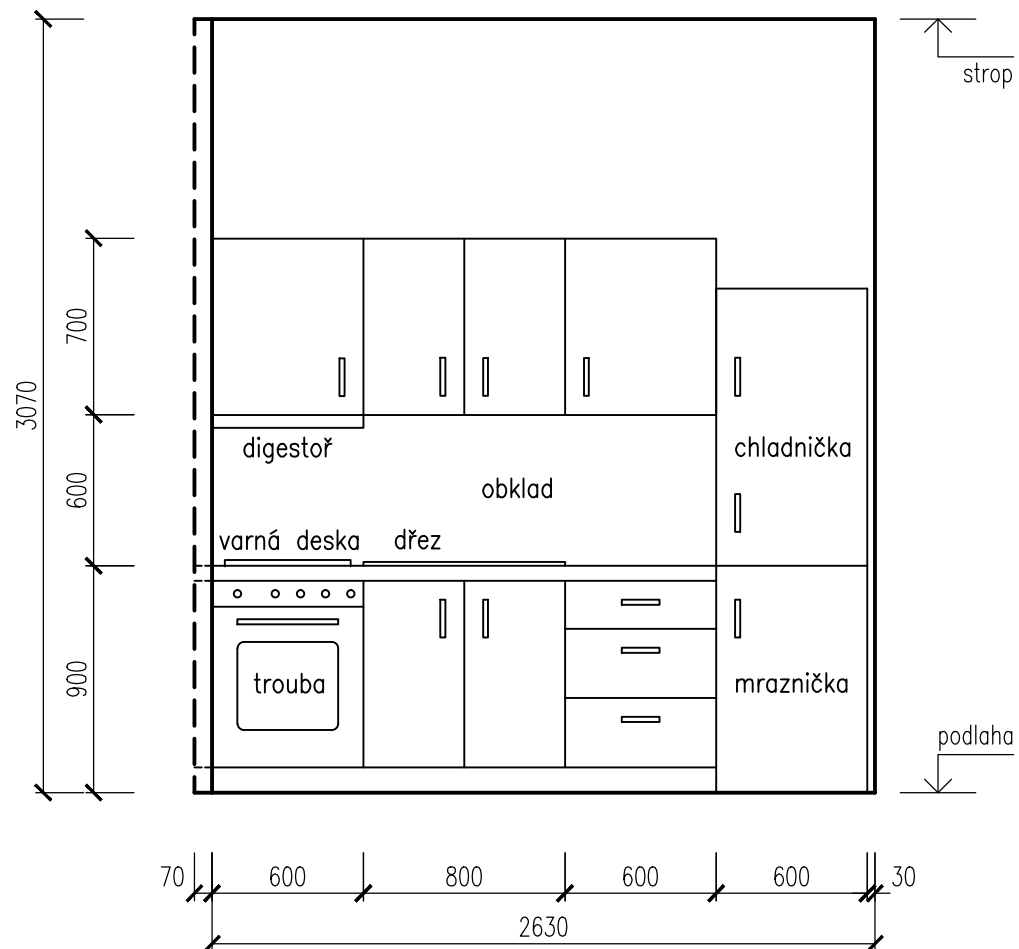 strop
700
3070
digestoř
chladnička
600
obklad
varná deska
dřez
900
trouba
mraznička
podlaha
70
600
800
600
600
30
2630